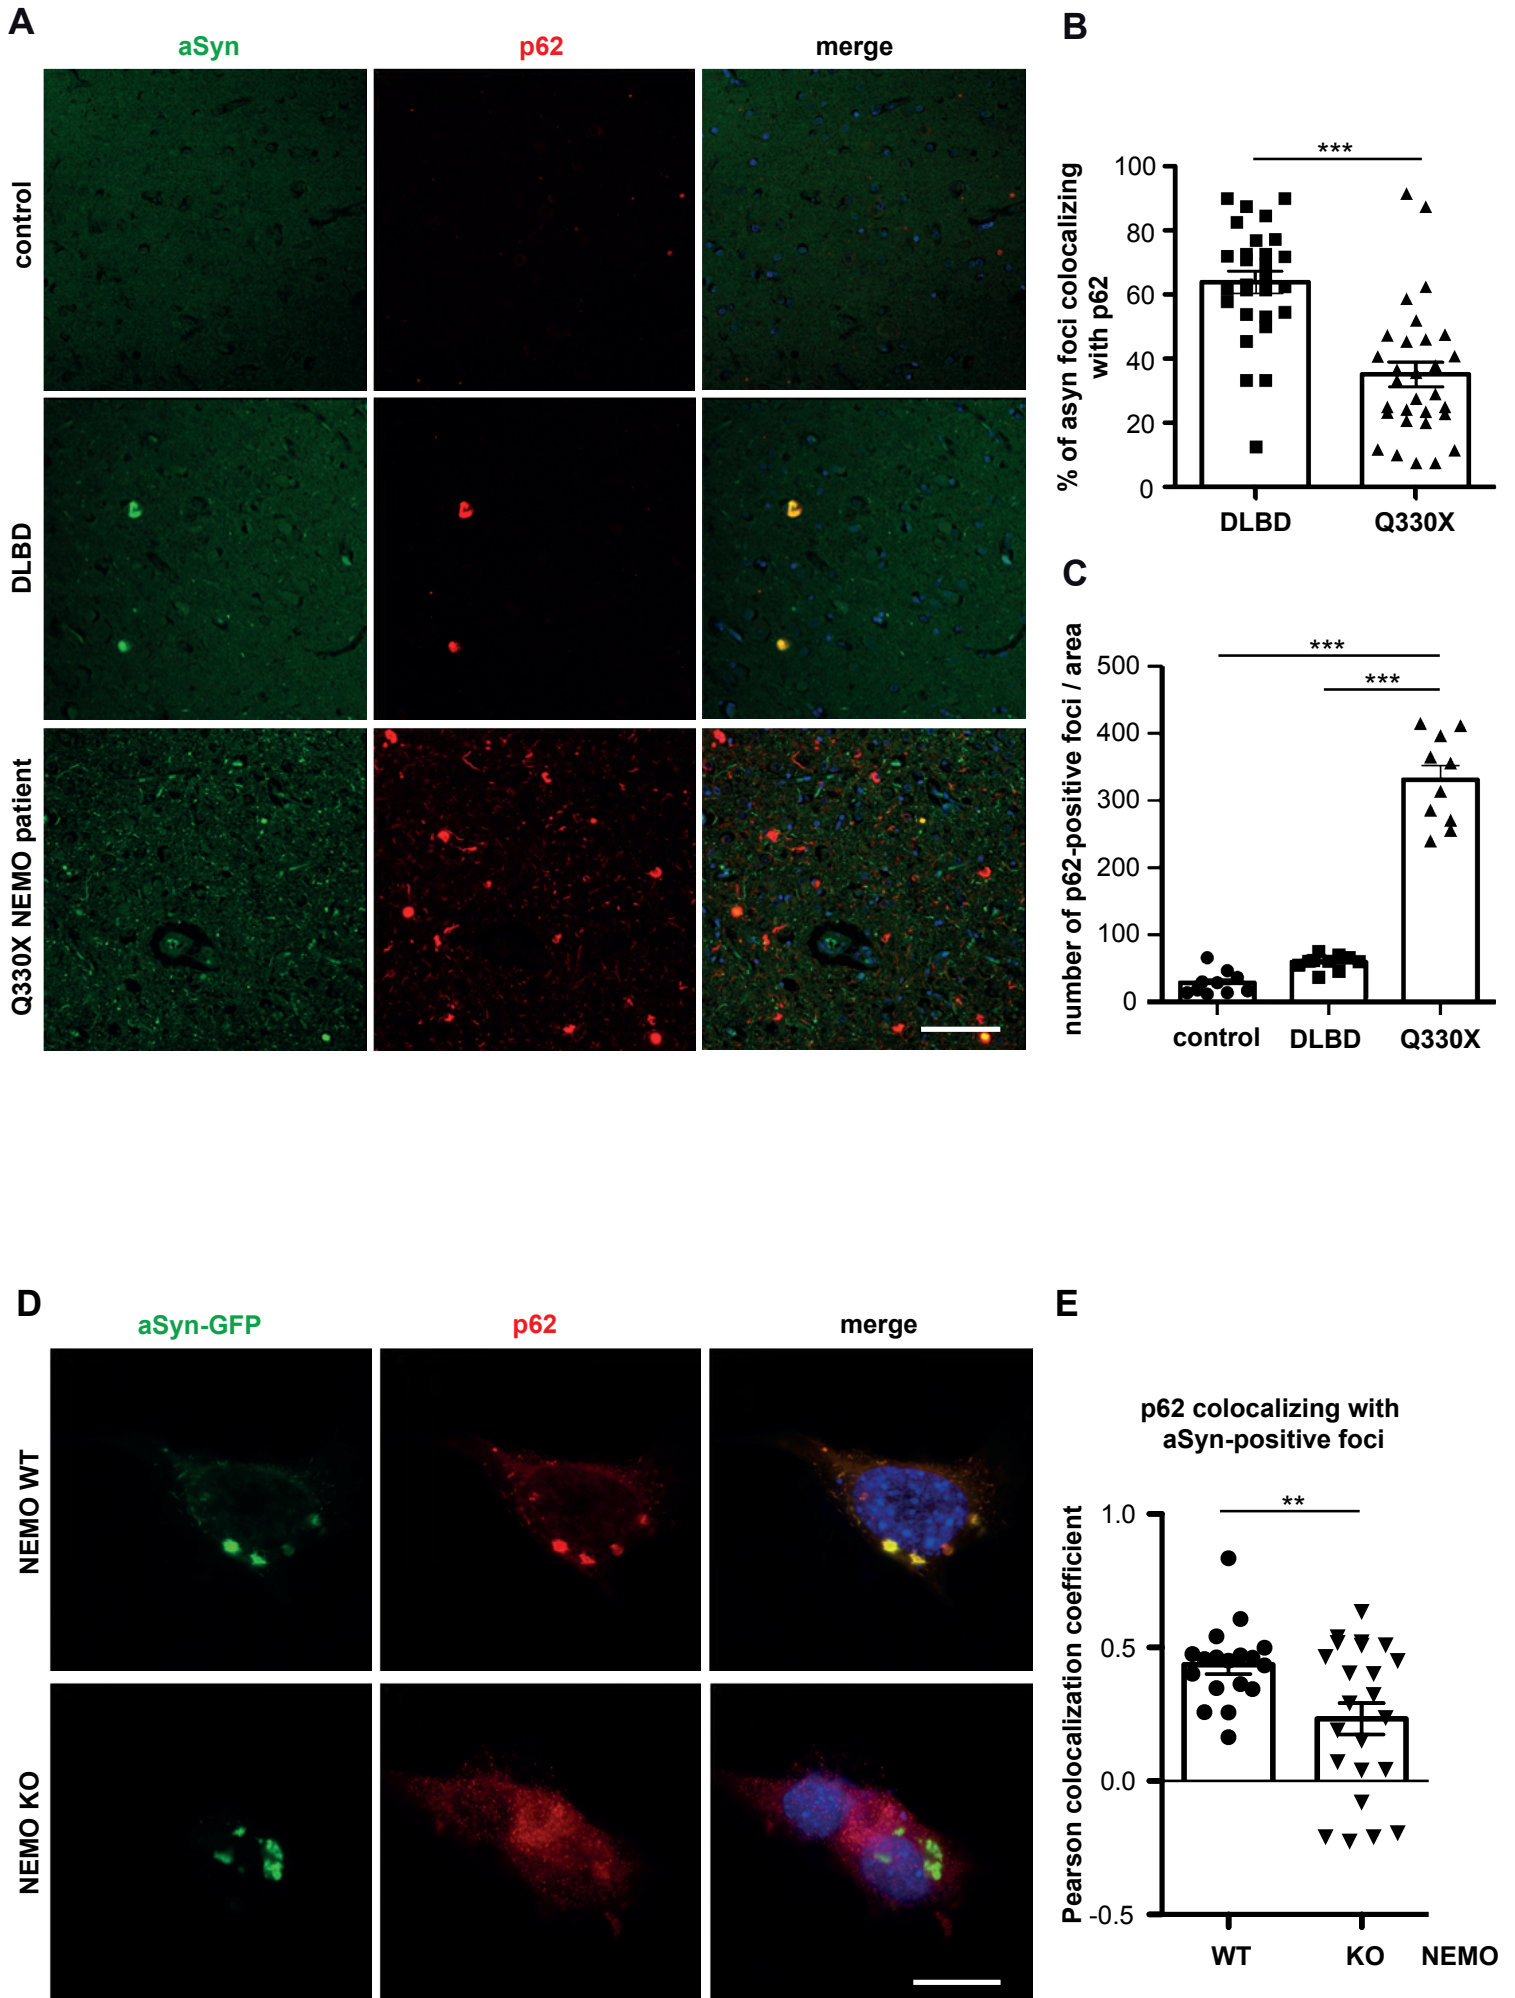 A
aSyn
p62
merge
control
DLBD
Q330X NEMO patient
B
% of asyn foci colocalizing
with p62
***
100
80
60
40
20
0
DLBD
Q330X
C
number of p62-positive foci / area
***
***
500
400
300
200
100
0
control
DLBD
Q330X
D
aSyn-GFP
p62
merge
NEMO WT
NEMO KO
E
p62 colocalizing with
aSyn-positive foci
Pearson colocalization coefficient
**
1.0
0.5
0.0
-0.5
WT
KO
NEMO